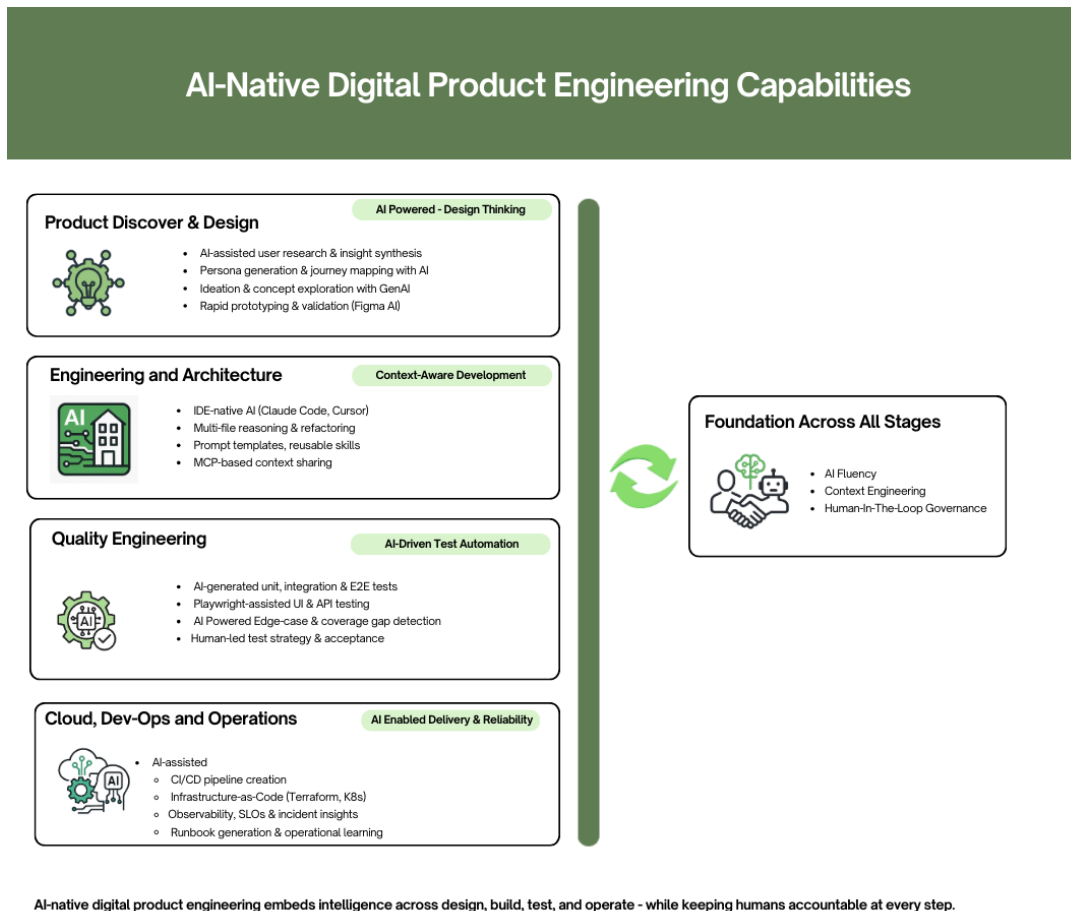 AI-Native Digital Product Engineering Capabilities
AI Powered - Design Thinking
Product Discover & Design
AI-assisted user research & insight synthesis
Persona generation & journey mapping with AI
Ideation & concept exploration with GenAI
Rapid prototyping & validation (Figma AI)
Engineering and Architecture
Context-Aware Development
AI
IDE-native AI (Claude Code, Cursor)
Multi-file reasoning & refactoring
Prompt templates, reusable skills
MCP-based context sharing
Quality Engineering
AI-Driven Test Automation
AI
AI-generated unit, integration & E2E tests
Playwright-assisted UI & API testing
AI Powered Edge-case & coverage gap detection
Human-led test strategy & acceptance
Cloud, Dev-Ops and Operations
AI Enabled Delivery & Reliability
AI
AI-assisted
CI/CD pipeline creation
Infrastructure-as-Code (Terraform, K8s)
Observability, SLOs & incident insights
Runbook generation & operational learning
Foundation Across All Stages
AI Fluency
Context Engineering
Human-In-The-Loop Governance
AI-native digital product engineering embeds intelligence across design, build, test, and operate - while keeping humans accountable at every step.